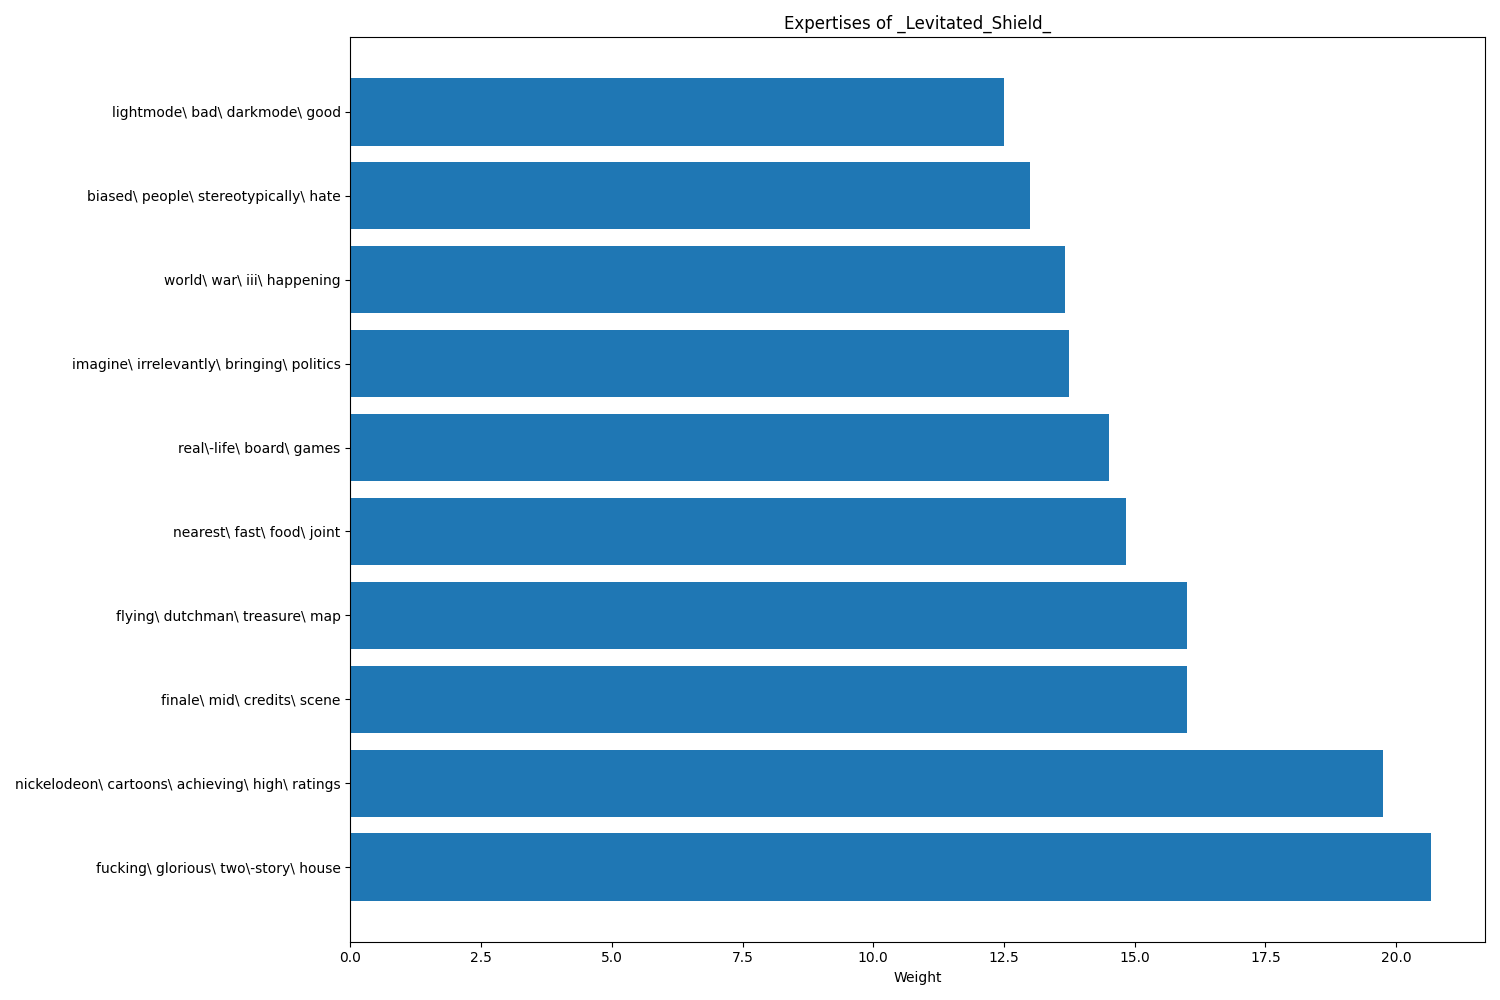 Expertises of _Levitated_Shield_
lightmode\ bad\ darkmode\ good
biased\ people\ stereotypically\ hate
world\ war\ iii\ happening
imagine\ irrelevantly\ bringing\ politics
real\-life\ board\ games
nearest\ fast\ food\ joint
flying\ dutchman\ treasure\ map
finale\ mid\ credits\ scene
nickelodeon\ cartoons\ achieving\ high\ ratings
fucking\ glorious\ two\-story\ house
0.0 2.5 5.0 7.5 10.0 12.5 15.0 17.5 20.0
Weight